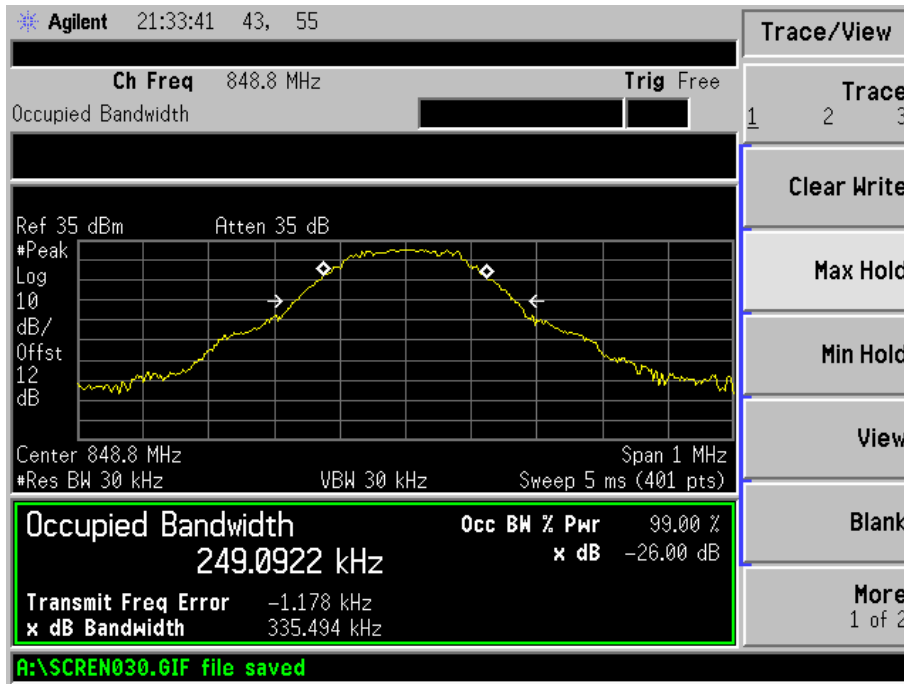 Agilent 21:33:41 43, 55
Trace/View
Ch Freq 848.8 MHz Trig Free
Occupied Bandwidth
Trace
1 2 3
Clear Write
Max Hold
Min Hold
View
Blank
More
1 of 2
Ref 35 dBm Atten 35 dB
#Peak
Log
10
dB/
Offst
12
dB
Center 848.8 MHz Span 1 MHz
#Res BW 30 kHz VBW 30 kHz Sweep 5 ms (401 pts)
Occupied Bandwidth Occ BW % Pwr 99.00 %
249.0922 kHz x dB -26.00 dB
Transmit Freq Error -1.178 kHz
x dB Bandwidth 335.494 kHz
A:\SCREN030.GIF file saved